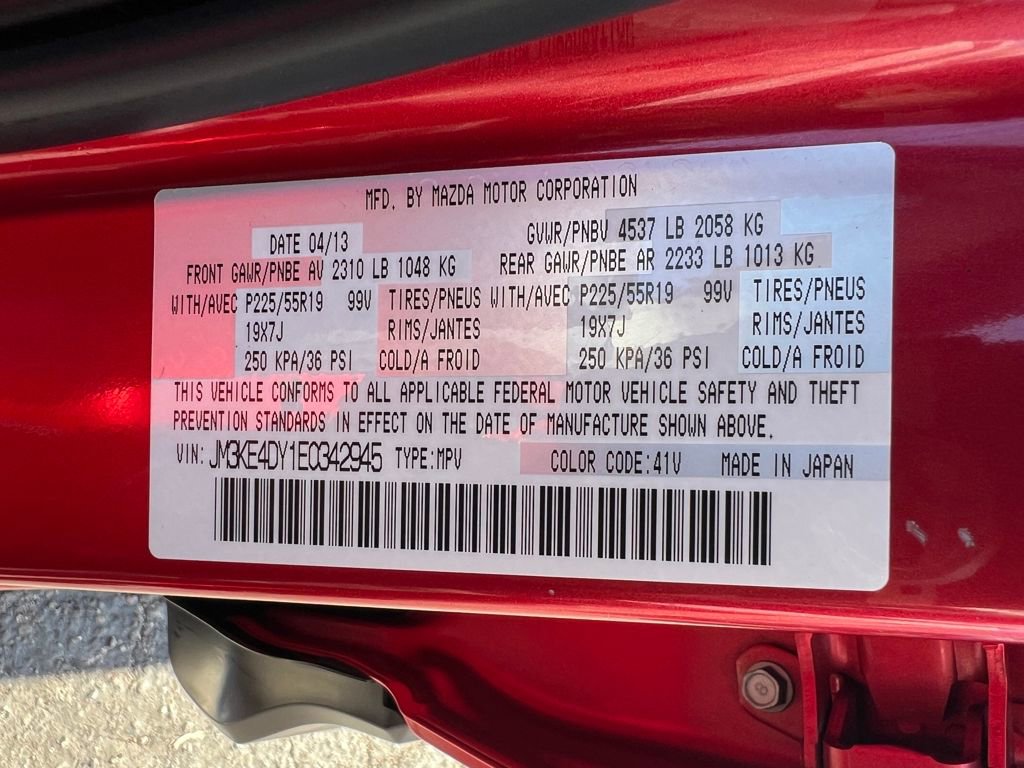 MFD. BY MAZDA MOTOR CORPORATION
DATE 04/13 GVWR/PNBV 4537 LB 2058 KG
FRONT GAWR/PNBE AV 2310 LB 1048 KG REAR GAWR/PNBE AR 2233 LB 1013 KG
WITH/AVEC P225/55R19 99V TIRES/PNEUS WITH/AVEC P225/55R19 99V TIRES/PNEUS
19X7J RIMS/JANTES 19X7J RIMS/JANTES
250 KPA/36 PSI COLD/A FROID 250 KPA/36 PSI COLD/A FROID
THIS VEHICLE CONFORMS TO ALL APPLICABLE FEDERAL MOTOR VEHICLE SAFETY AND THEFT
PREVENTION STANDARDS IN EFFECT ON THE DATE OF MANUFACTURE SHOWN ABOVE.
VIN: JM3KE4DY1E0342945 TYPE:MPV COLOR CODE:41V MADE IN JAPAN
8